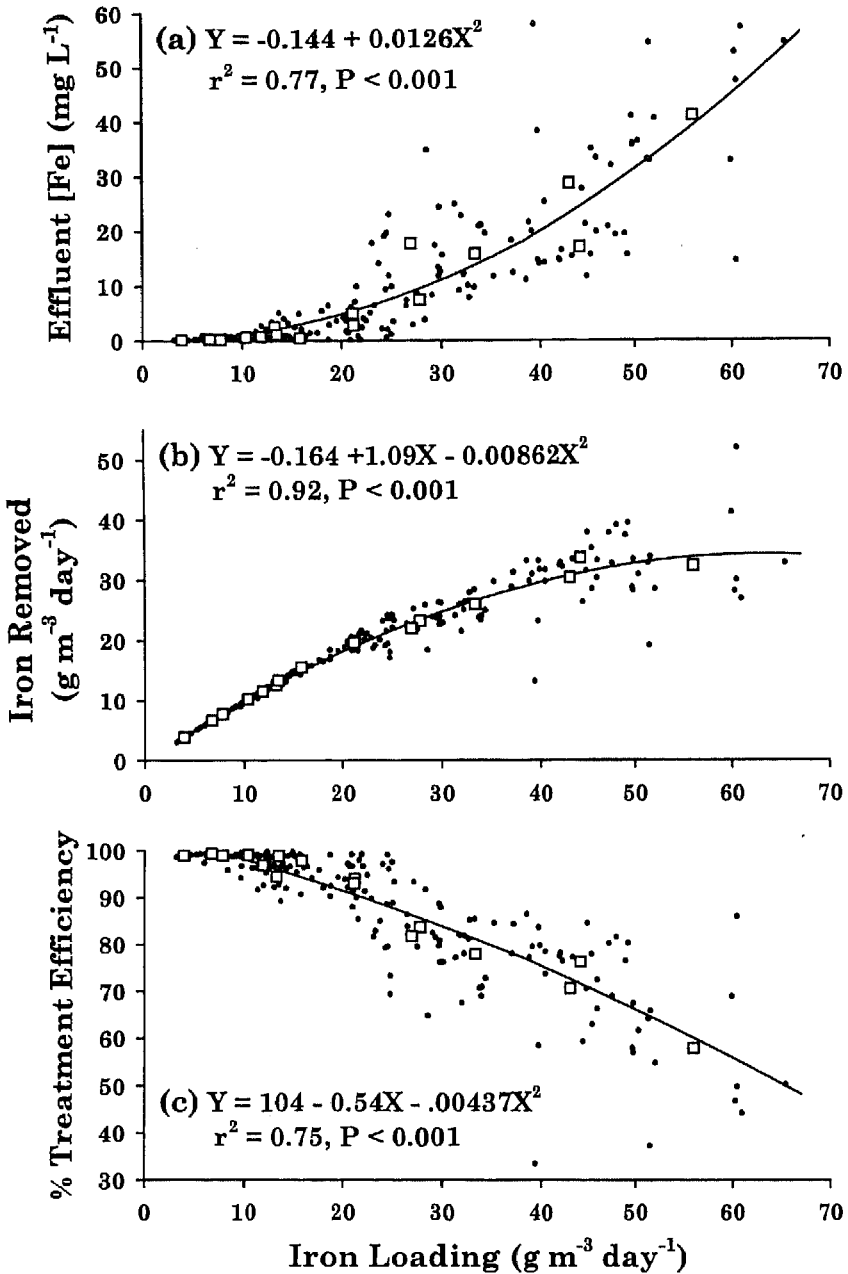 60
50
40
30
20
10
0
Effluent [Fe] (mg L⁻¹)
(a) Y = -0.144 + 0.0126X²
r² = 0.77, P < 0.001
0 10 20 30 40 50 60 70
50
40
30
20
10
0
Iron Removed
(g m⁻³ day⁻¹)
(b) Y = -0.164 +1.09X - 0.00862X²
r² = 0.92, P < 0.001
0 10 20 30 40 50 60 70
100
90
80
70
60
50
40
30
% Treatment Efficiency
(c) Y = 104 - 0.54X - .00437X²
r² = 0.75, P < 0.001
0 10 20 30 40 50 60 70
Iron Loading (g m⁻³ day⁻¹)